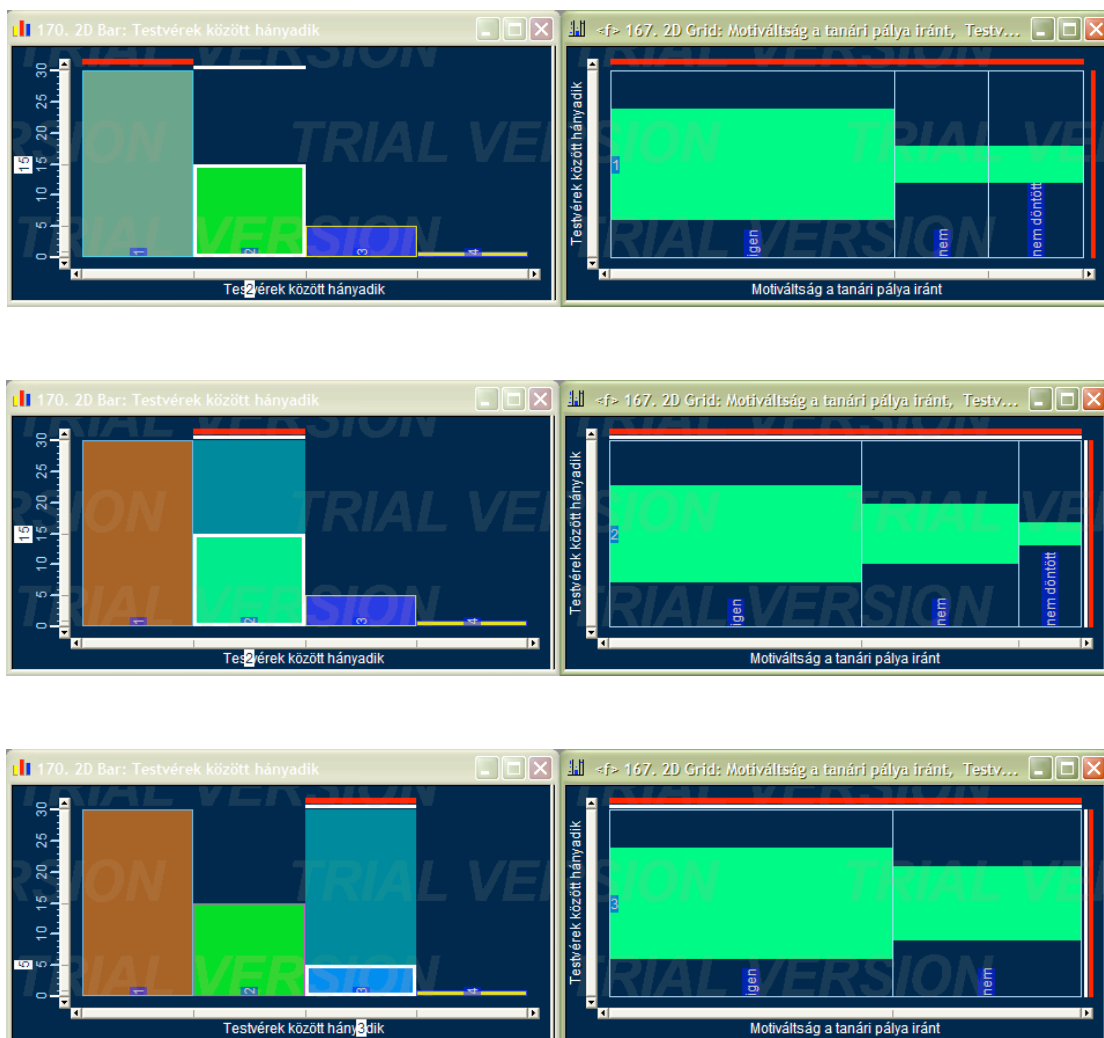 170. 2D Bar: Testvérek között hányadik
<f> 167. 2D Grid: Motiváltság a tanári pálya iránt, Testv...
TRIAL VERSION
30
25
20
15
15
10
5
0
1
2
3
4
Testvérek között hányadik
2
Testvérek között hányadik
1
igen
nem
nem döntött
Motiváltság a tanári pálya iránt
170. 2D Bar: Testvérek között hányadik
<f> 167. 2D Grid: Motiváltság a tanári pálya iránt, Testv...
TRIAL VERSION
30
25
20
15
15
10
5
0
1
2
3
4
Testvérek között hányadik
2
Testvérek között hányadik
2
igen
nem
nem döntött
Motiváltság a tanári pálya iránt
170. 2D Bar: Testvérek között hányadik
<f> 167. 2D Grid: Motiváltság a tanári pálya iránt, Testv...
TRIAL VERSION
30
25
20
15
10
5
5
0
1
2
3
4
Testvérek között hányadik
3
Testvérek között hányadik
3
igen
nem
Motiváltság a tanári pálya iránt